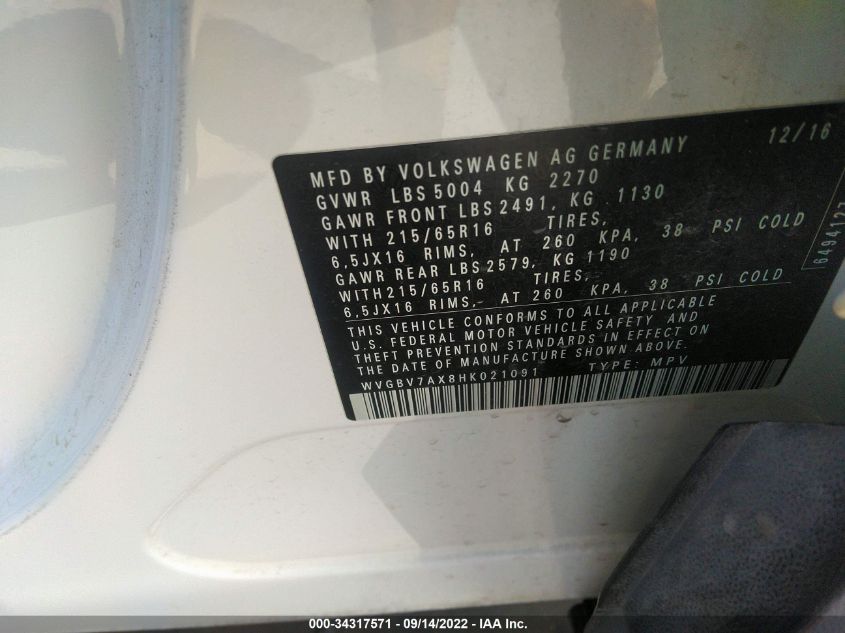 MFD BY VOLKSWAGEN AG GERMANY 12/16
GVWR LBS 5004 KG 2270
GAWR FRONT LBS 2491, KG 1130
WITH 215/65R16 TIRES,
6,5JX16 RIMS, AT 260 KPA, 38 PSI COLD
GAWR REAR LBS 2579, KG 1190
WITH 215/65R16 TIRES,
6,5JX16 RIMS, AT 260 KPA, 38 PSI COLD
THIS VEHICLE CONFORMS TO ALL APPLICABLE
U.S. FEDERAL MOTOR VEHICLE SAFETY AND
THEFT PREVENTION STANDARDS IN EFFECT ON
THE DATE OF MANUFACTURE SHOWN ABOVE.
WVGBV7AX8HK021091 TYPE: MPV
6494127
000-34317571 - 09/14/2022 - IAA Inc.